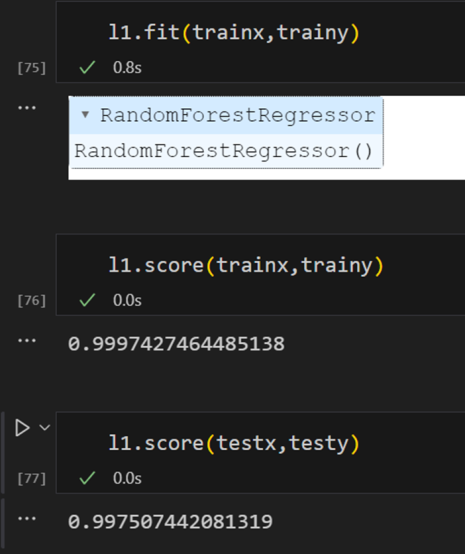 l1.fit(trainx,trainy)
[75]
0.8s
RandomForestRegressor
RandomForestRegressor()
l1.score(trainx,trainy)
[76]
0.0s
0.9997427464485138
l1.score(testx,testy)
[77]
0.0s
0.997507442081319